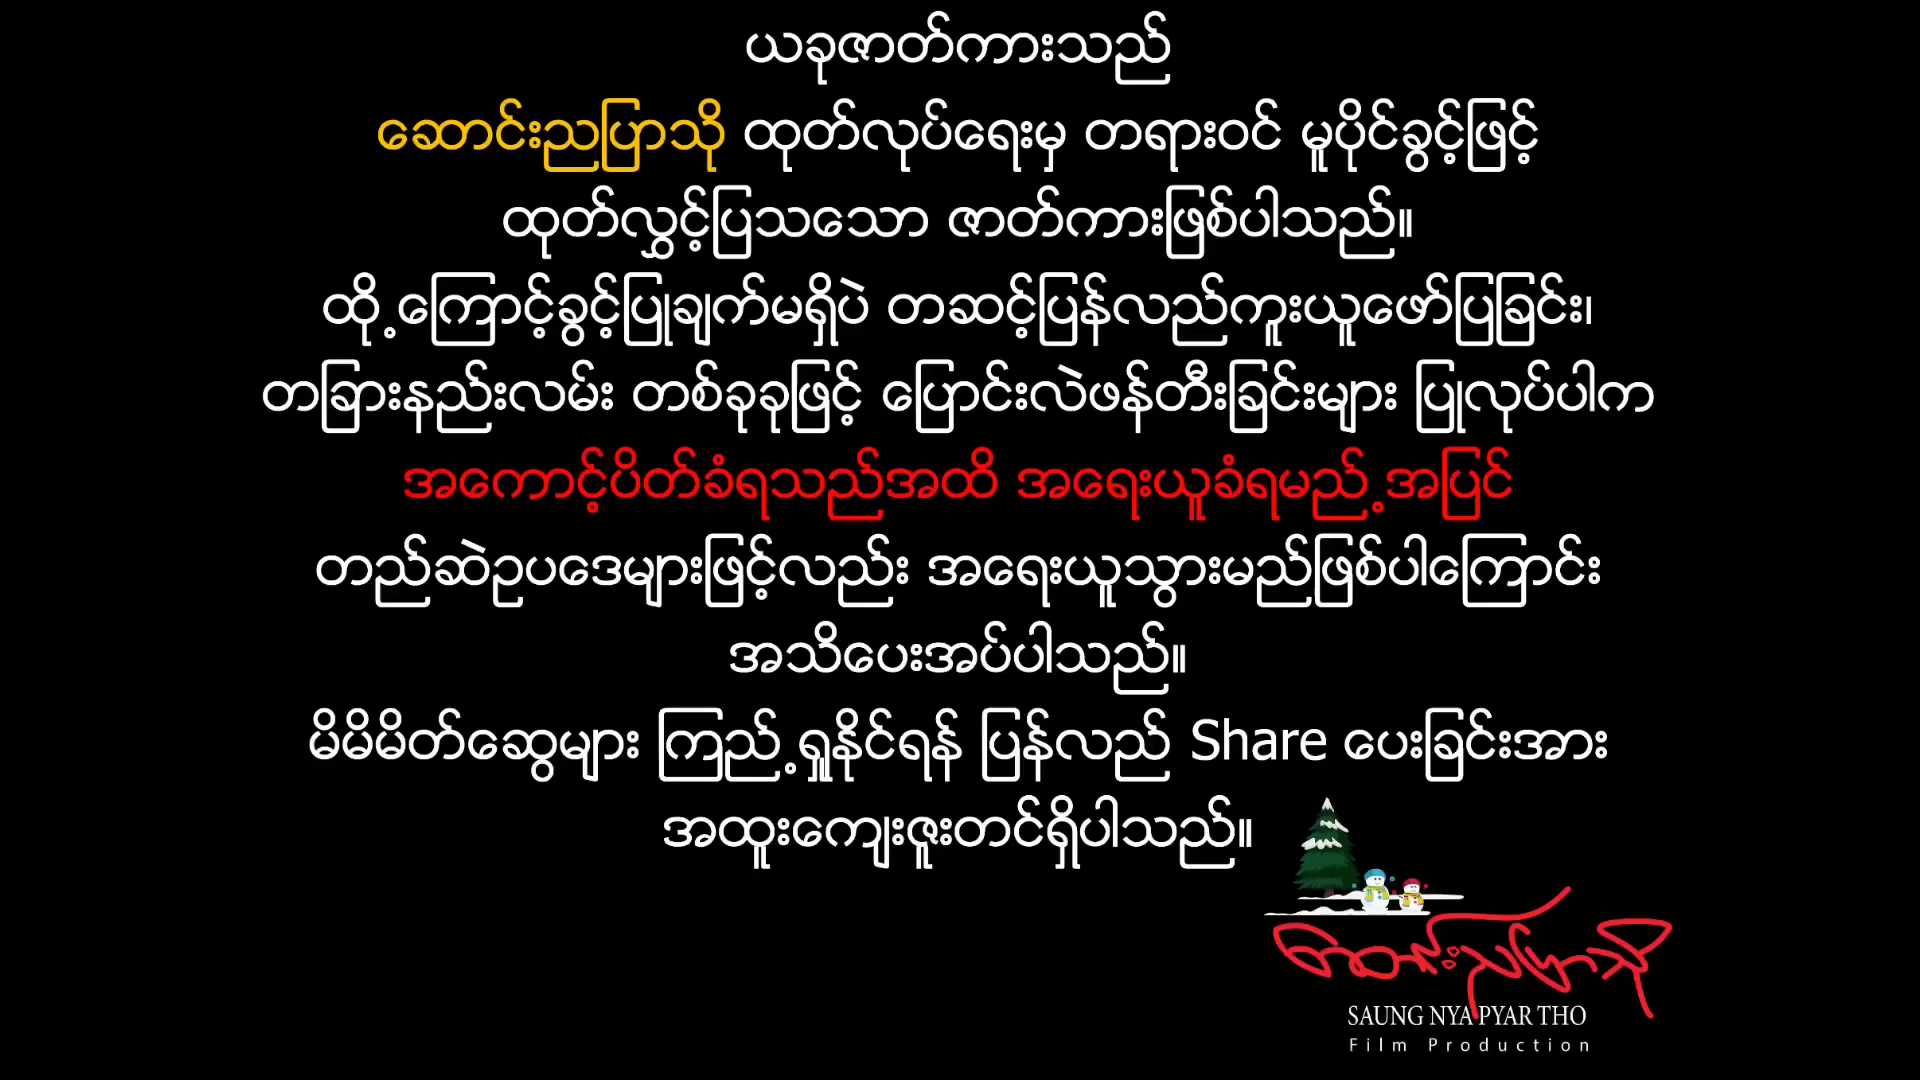 ယခုဇာတ်ကားသည်
ဆောင်းညပြာသို ထုတ်လုပ်ရေးမှ တရားဝင် မူပိုင်ခွင့်ဖြင့်
ထုတ်လွှင့်ပြသသော ဇာတ်ကားဖြစ်ပါသည်။
ထို့ကြောင့်ခွင့်ပြုချက်မရှိပဲ တဆင့်ပြန်လည်ကူးယူဖော်ပြခြင်း၊
တခြားနည်းလမ်း တစ်ခုခုဖြင့် ပြောင်းလဲဖန်တီးခြင်းများ ပြုလုပ်ပါက
အကောင့်ပိတ်ခံရသည်အထိ အရေးယူခံရမည့်အပြင်
တည်ဆဲဥပဒေများဖြင့်လည်း အရေးယူသွားမည်ဖြစ်ပါကြောင်း
အသိပေးအပ်ပါသည်။
မိမိမိတ်ဆွေများ ကြည့်ရှုနိုင်ရန် ပြန်လည် Share ပေးခြင်းအား
အထူးကျေးဇူးတင်ရှိပါသည်။
ဆောင်းညပြာသို
SAUNG NYA PYAR THO
Film Production